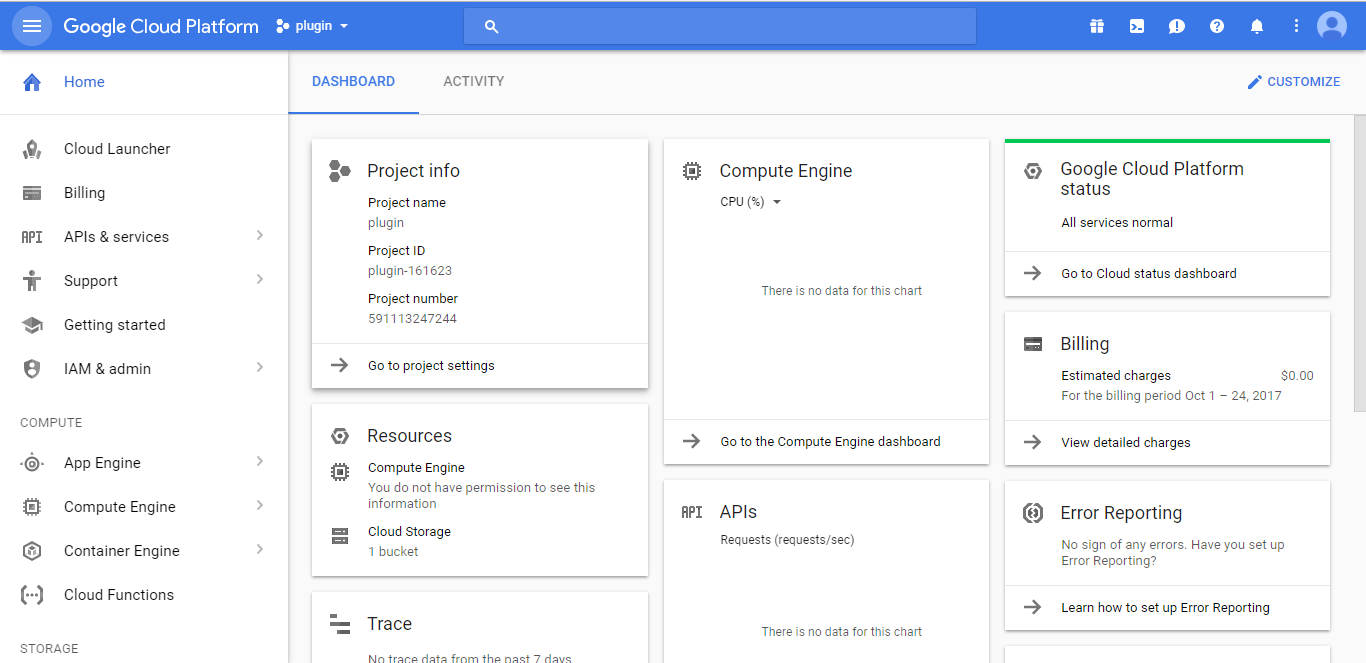 Google Cloud Platform
plugin
Home
Cloud Launcher
Billing
API
APIs & services
Support
Getting started
IAM & admin
COMPUTE
App Engine
Compute Engine
Container Engine
Cloud Functions
STORAGE
DASHBOARD
ACTIVITY
CUSTOMIZE
Project info
Project name
plugin
Project ID
plugin-161623
Project number
591113247244
Go to project settings
Resources
Compute Engine
You do not have permission to see this
information
Cloud Storage
1 bucket
Trace
No trace data from the past 7 days
Compute Engine
CPU (%)
There is no data for this chart
Go to the Compute Engine dashboard
API
APIs
Requests (requests/sec)
There is no data for this chart
Google Cloud Platform
status
All services normal
Go to Cloud status dashboard
Billing
Estimated charges
$0.00
For the billing period Oct 1 – 24, 2017
View detailed charges
Error Reporting
No sign of any errors. Have you set up
Error Reporting?
Learn how to set up Error Reporting